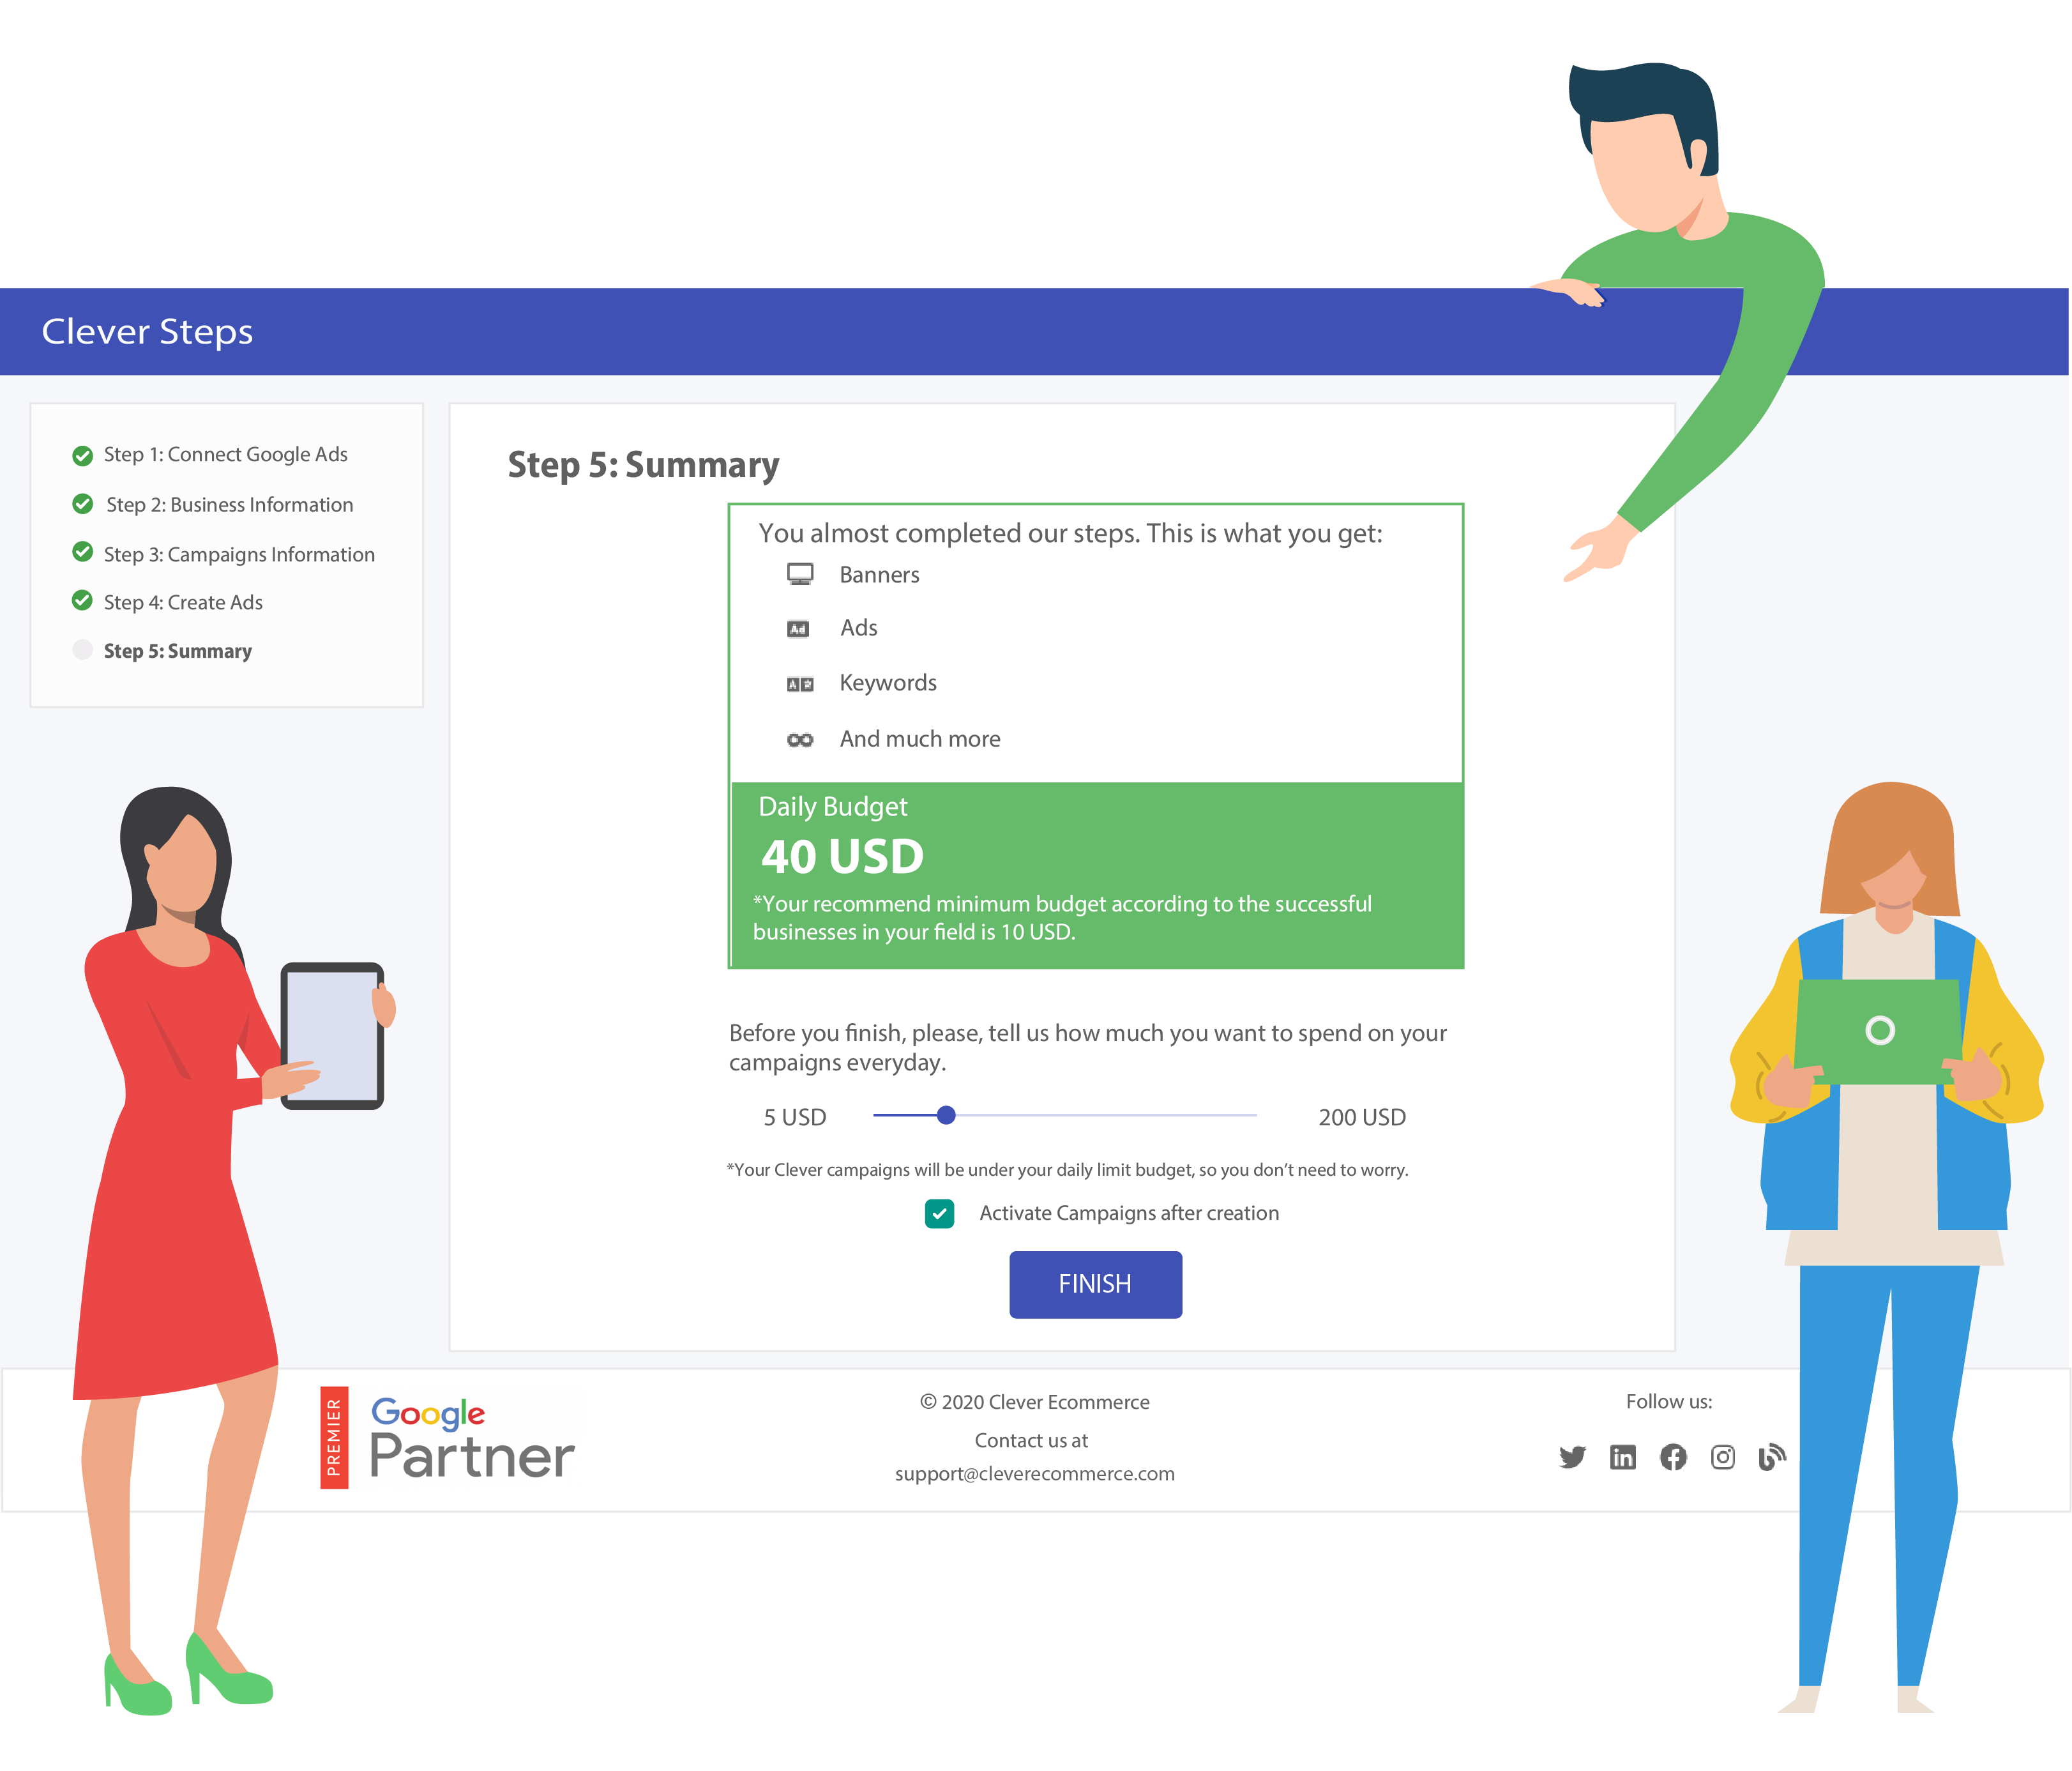 Clever Steps
Step 1: Connect Google Ads
Step 2: Business Information
Step 3: Campaigns Information
Step 4: Create Ads
Step 5: Summary
Step 5: Summary
You almost completed our steps. This is what you get:
Banners
Ad
Ads
Keywords
And much more
Daily Budget
40 USD
*Your recommend minimum budget according to the successful
businesses in your field is 10 USD.
Before you finish, please, tell us how much you want to spend on your
campaigns everyday.
5 USD
200 USD
*Your Clever campaigns will be under your daily limit budget, so you don't need to worry.
Activate Campaigns after creation
FINISH
PREMIER
Google
Partner
© 2020 Clever Ecommerce
Contact us at
support@cleverecommerce.com
Follow us: